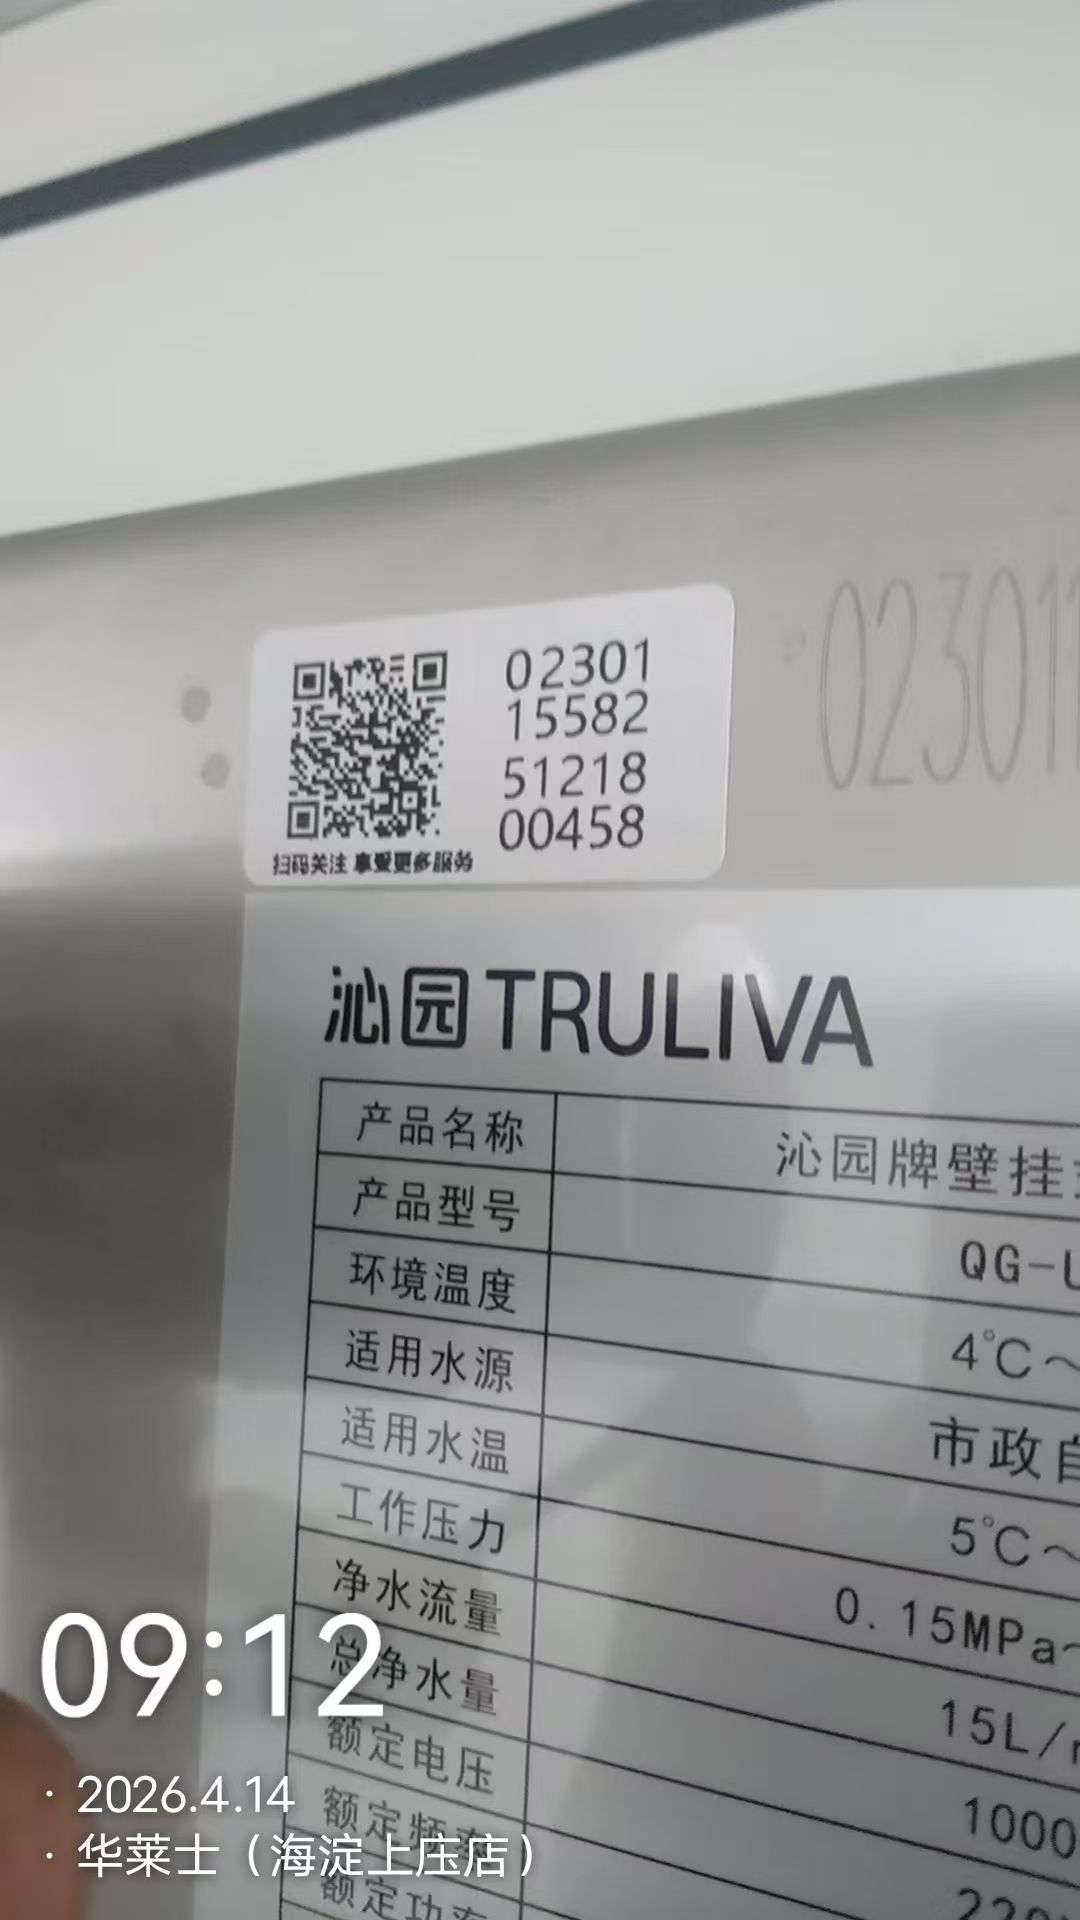 02301
15582
51218
00458
扫码关注 享受更多服务
023011
沁园 TRULIVA
产品名称 沁园牌壁挂
产品型号 QG-U
环境温度 4℃~
适用水源 市政自
适用水温 5℃~
工作压力 0.15MPa~
净水流量 15L/
总净水量 1000
额定电压 220
额定频率
额定功率
09:12
· 2026.4.14
· 华莱士（海淀上庄店）